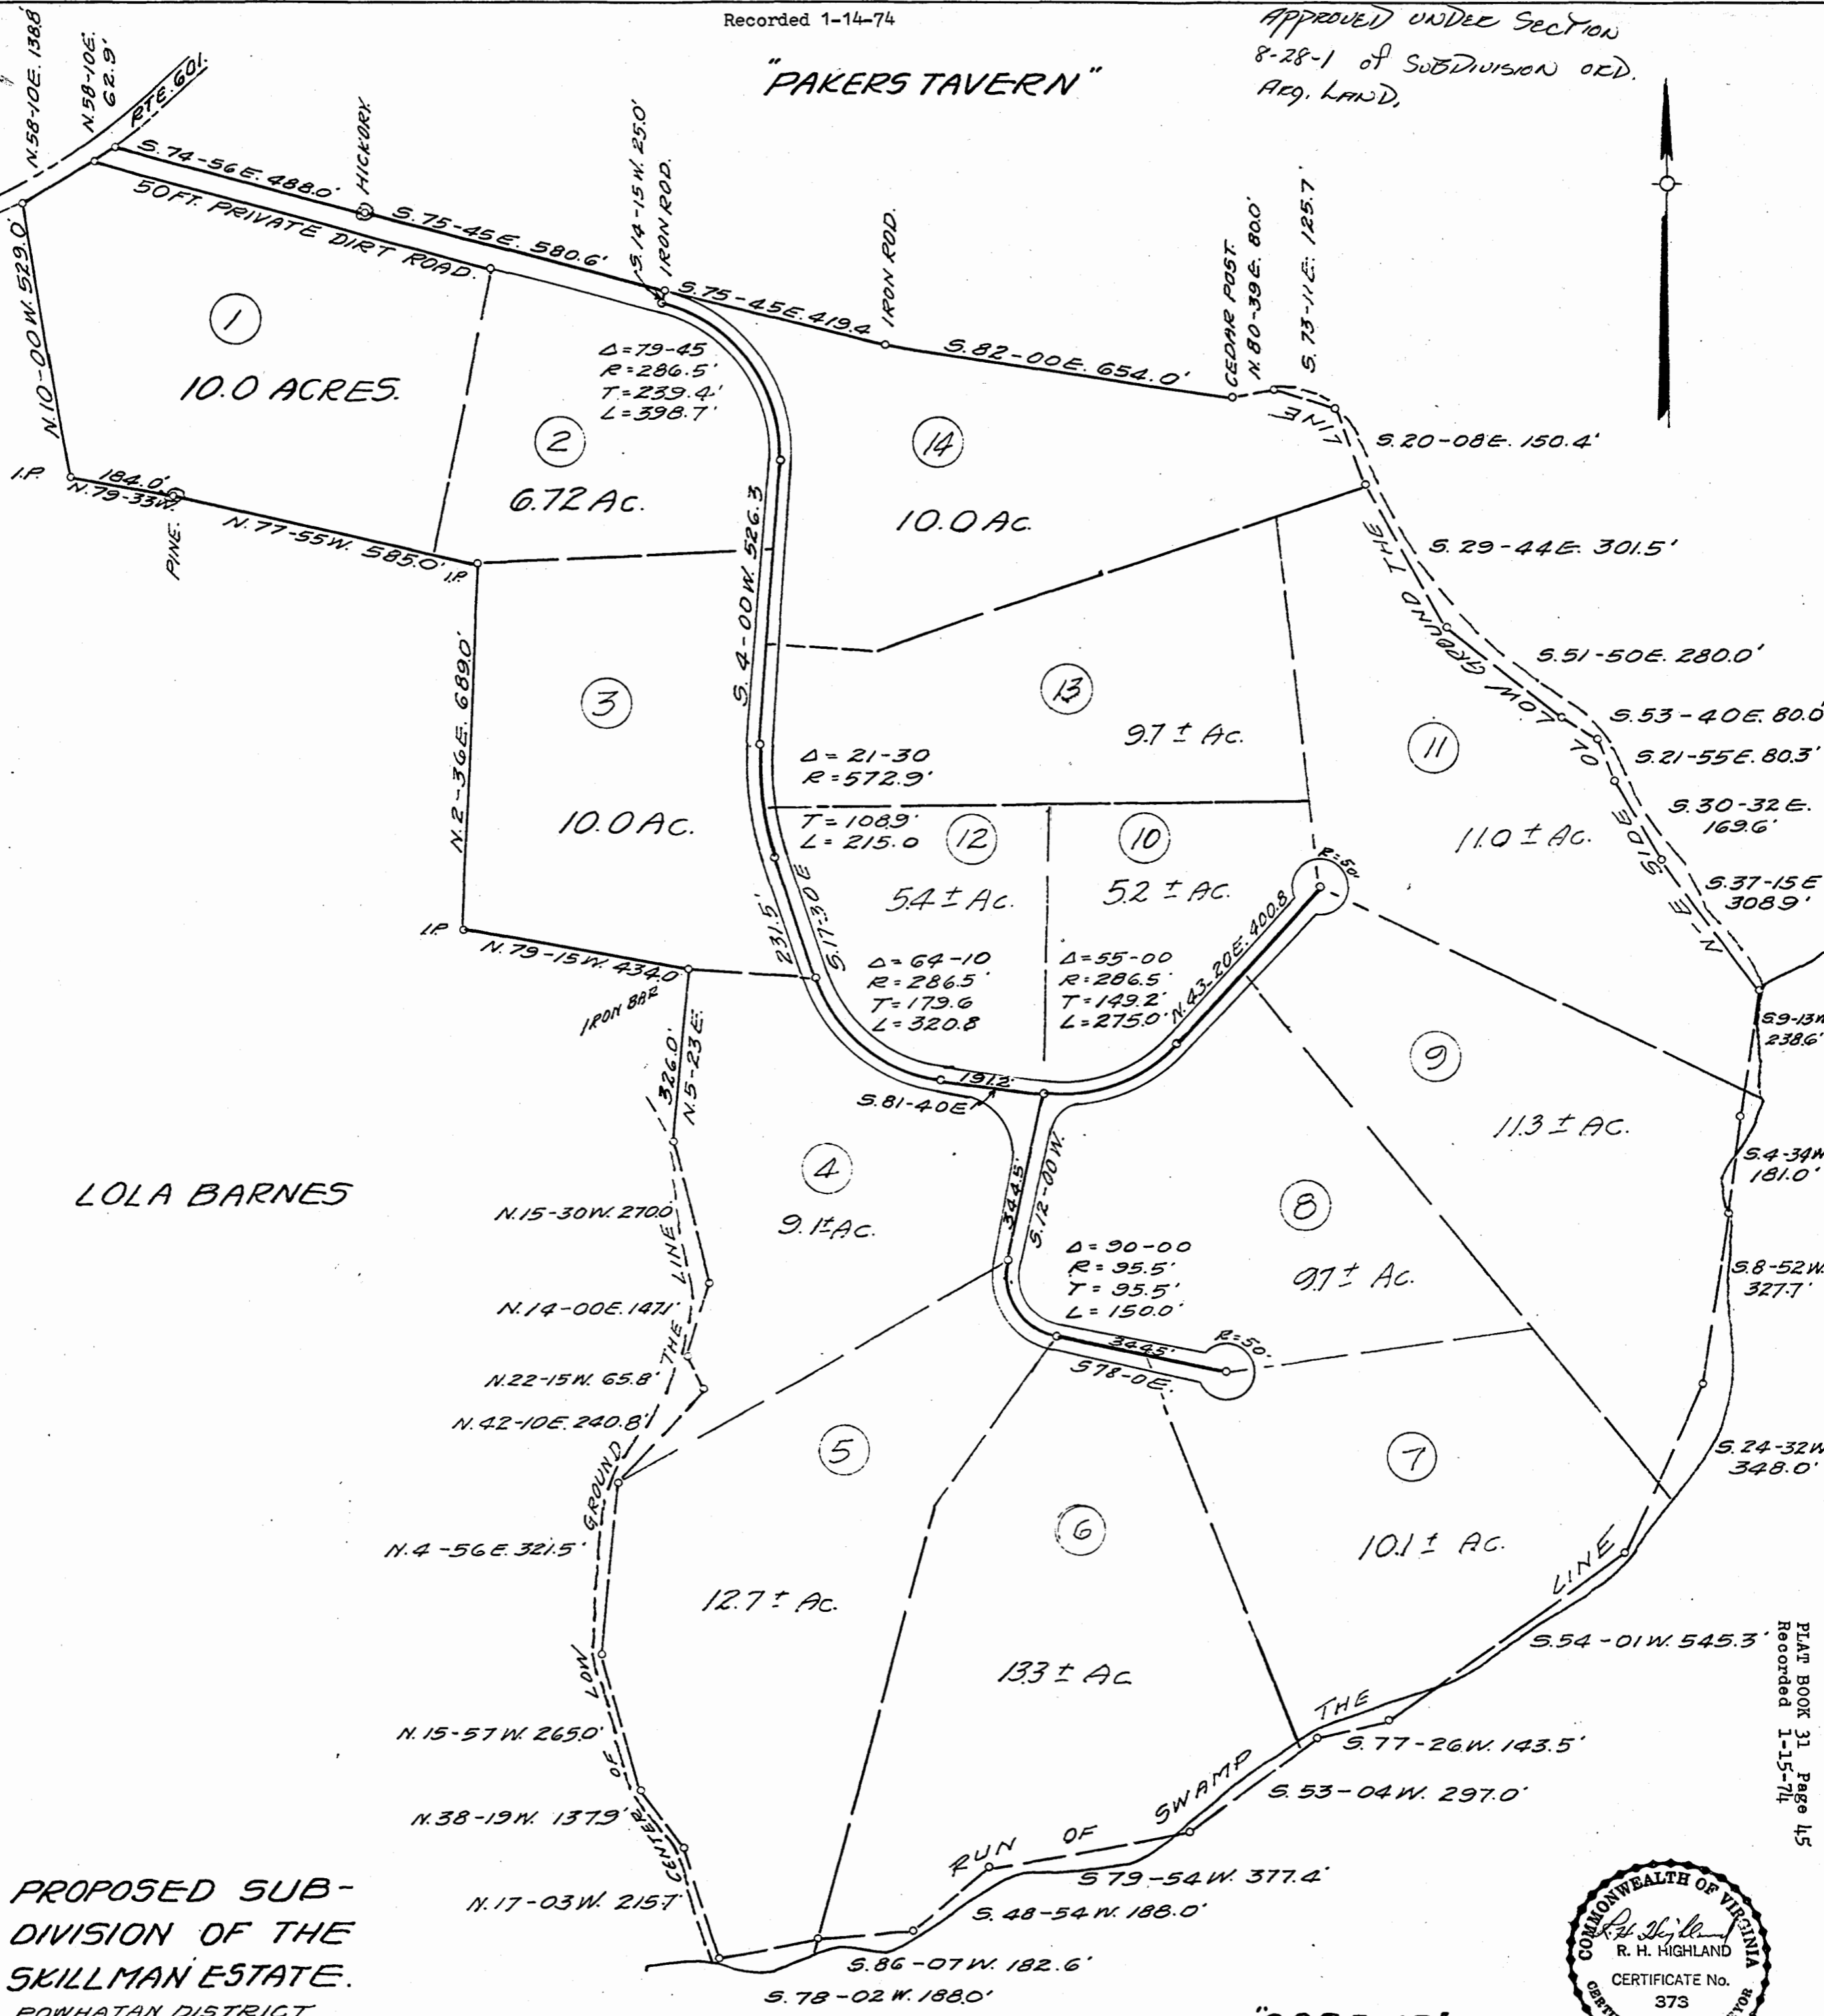 Recorded 1-14-74
APPROVED UNDER SECTION
8-28-1 of SUBDIVISION ORD.
"PAKERS TAVERN"
N.58-10E. 138.8'
N.58-10E.
62.9'
RTE. 601.
S.74-56E. 488.0'
HICKORY.
50 FT. PRIVATE DIRT ROAD.
S.75-45E. 580.6'
S.14-15W. 25.0'
IRON ROD.
S.75-45E. 419.4
IRON ROD.
S.82-00E. 654.0'
CEDAR POST.
N.80-39E. 80.0'
S.73-11E. 125.7'
LINE
S.20-08E. 150.4'
N.10-00W. 529.0'
1
10.0 ACRES.
Δ=79-45
R=286.5'
T=239.4'
L=398.7'
2
6.72 AC.
14
10.0 AC.
I.P.
184.0'
N.79-33W.
PINE.
N.77-55W. 585.0'
I.P.
S.4-00W. 526.3
THE
S.29-44E. 301.5'
GROUND
S.51-50E. 280.0'
LOW
S.53-40E. 80.0'
OF
S.21-55E. 80.3'
N.2-36E. 689.0'
3
10.0 AC.
13
9.7 ± AC.
11
11.0 ± AC.
Δ= 21-30
R=572.9'
T=108.9'
L=215.0
12
5.4 ± AC.
10
5.2 ± AC.
R=50'
S.30-32E.
169.6'
SIDE
S.37-15E
308.9'
N-E
I.P.
N.79-15W. 434.0'
IRON BAR
231.5'
S.17-30E
Δ=64-10
R=286.5'
T=179.6
L=320.8
Δ=55-00
R=286.5'
T=149.2'
L=275.0'
N.43-20E. 400.8
S.9-13W
238.6'
326.0'
N.5-23E.
191.2'
S.81-40E
9
11.3 ± AC.
S.4-34W
181.0'
LOLA BARNES
4
9.1± AC.
344.5'
S.12-00W.
8
9.7 ± AC.
N.15-30W. 270.0'
THE LINE
N.14-00E. 147.1'
Δ=90-00
R=95.5'
T=95.5'
L=150.0'
S.8-52W.
327.7'
N.22-15W. 65.8'
N.42-10E. 240.8'
344.5'
S78-0E.
R=50'
GROUND
5
12.7 ± AC.
6
13.3 ± AC
7
10.1 ± AC.
S.24-32W
348.0'
N.4-56E. 321.5'
LOW
N.15-57W. 265.0'
OF
N.38-19W. 137.9'
CENTER
N.17-03W. 215.7'
LINE
S.54-01W. 545.3'
THE
S.77-26W. 143.5'
SWAMP
S.53-04W. 297.0'
OF
RUN
S79-54W. 377.4'
S.48-54W. 188.0'
S.86-07W. 182.6'
S.78-02W. 188.0'
PLAT BOOK 31 Page 45
Recorded 1-15-74
PROPOSED SUB-
DIVISION OF THE
SKILLMAN ESTATE.
POWHATAN DISTRICT
COMMONWEALTH OF VIRGINIA
R. H. Highland
R. H. HIGHLAND
CERTIFICATE No.
373